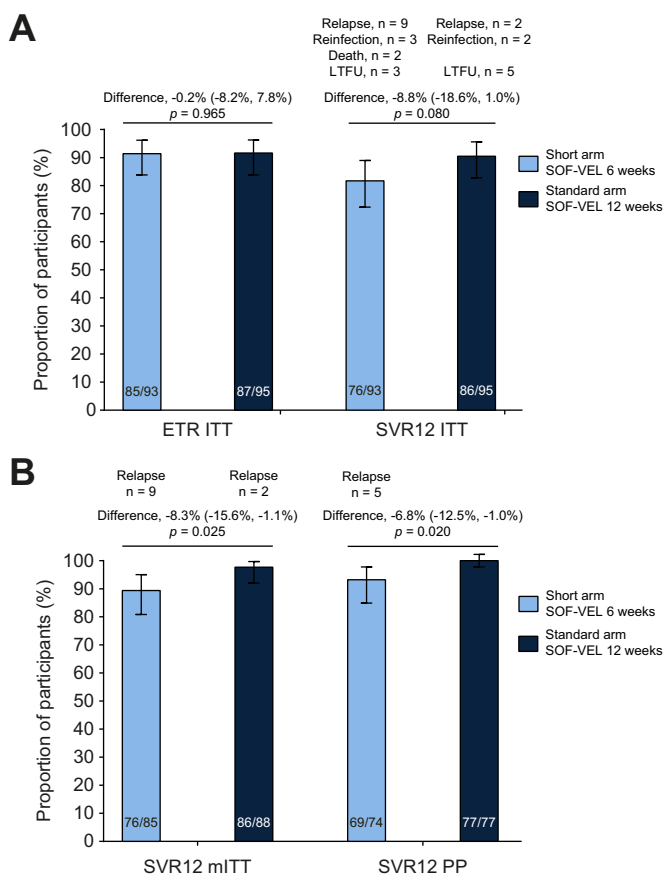 A
Relapse, n = 9
Reinfection, n = 3
Death, n = 2
LTFU, n = 3
Relapse, n = 2
Reinfection, n = 2
LTFU, n = 5
Difference, -0.2% (-8.2%, 7.8%)
p = 0.965
Difference, -8.8% (-18.6%, 1.0%)
p = 0.080
Proportion of participants (%)
100
90
80
70
60
50
40
30
20
10
0
85/93
87/95
76/93
86/95
ETR ITT
SVR12 ITT
Short arm
SOF-VEL 6 weeks
Standard arm
SOF-VEL 12 weeks
B
Relapse
n = 9
Relapse
n = 2
Relapse
n = 5
Difference, -8.3% (-15.6%, -1.1%)
p = 0.025
Difference, -6.8% (-12.5%, -1.0%)
p = 0.020
Proportion of participants (%)
100
90
80
70
60
50
40
30
20
10
0
76/85
86/88
69/74
77/77
SVR12 mITT
SVR12 PP
Short arm
SOF-VEL 6 weeks
Standard arm
SOF-VEL 12 weeks